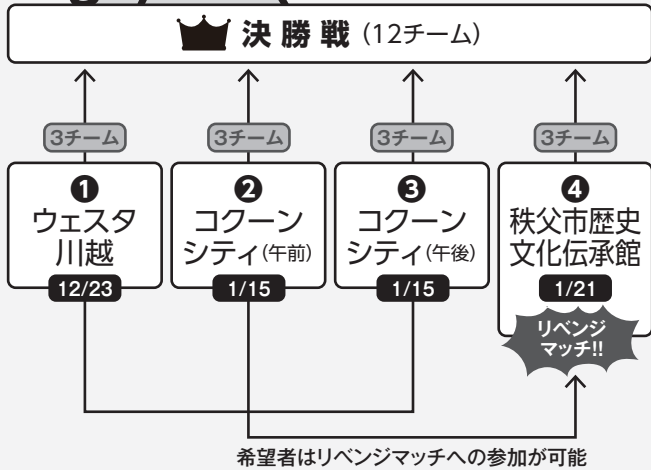 決勝戦(12チーム)
3チーム
3チーム
3チーム
3チーム
❶
ウェスタ
川越
12/23
❷
コクーン
シティ(午前)
1/15
❸
コクーン
シティ(午後)
1/15
❹
秩父市歴史
文化伝承館
1/21
リベンジ
マッチ!!
希望者はリベンジマッチへの参加が可能